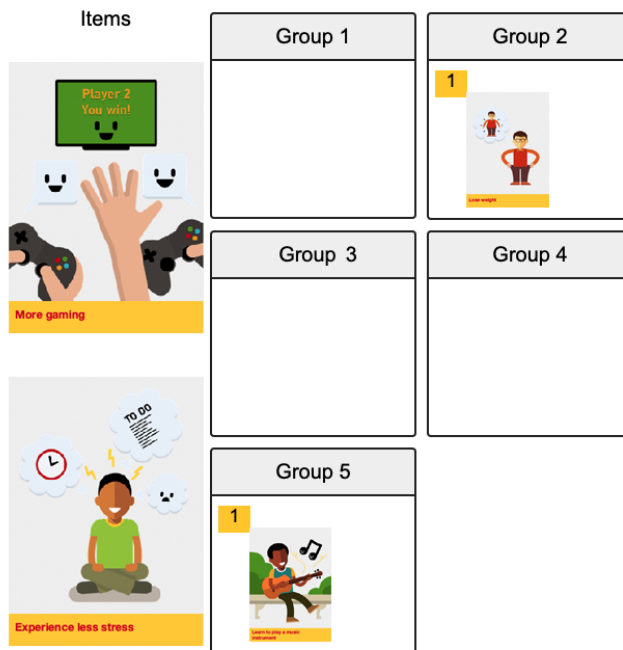 Items
Group 1
Group 2
Player 2
You win!
1
Lose weight
More gaming
Group 3
Group 4
TO DO
Experience less stress
Group 5
1
Learn to play a music
instrument